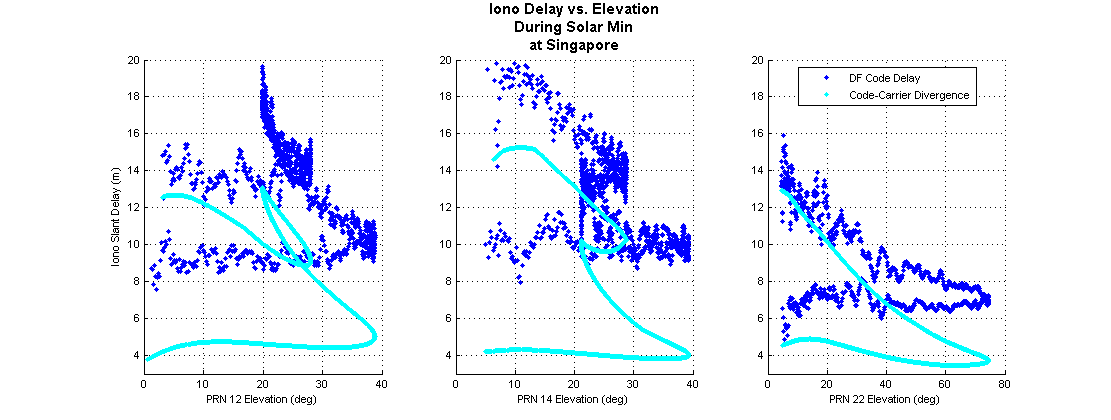 Iono Delay vs. Elevation
During Solar Min
at Singapore
Iono Slant Delay (m)
20
18
16
14
12
10
8
6
4
0 10 20 30 40
PRN 12 Elevation (deg)
20
18
16
14
12
10
8
6
4
0 10 20 30 40
PRN 14 Elevation (deg)
20
18
16
14
12
10
8
6
4
0 20 40 60 80
PRN 22 Elevation (deg)
DF Code Delay
Code-Carrier Divergence